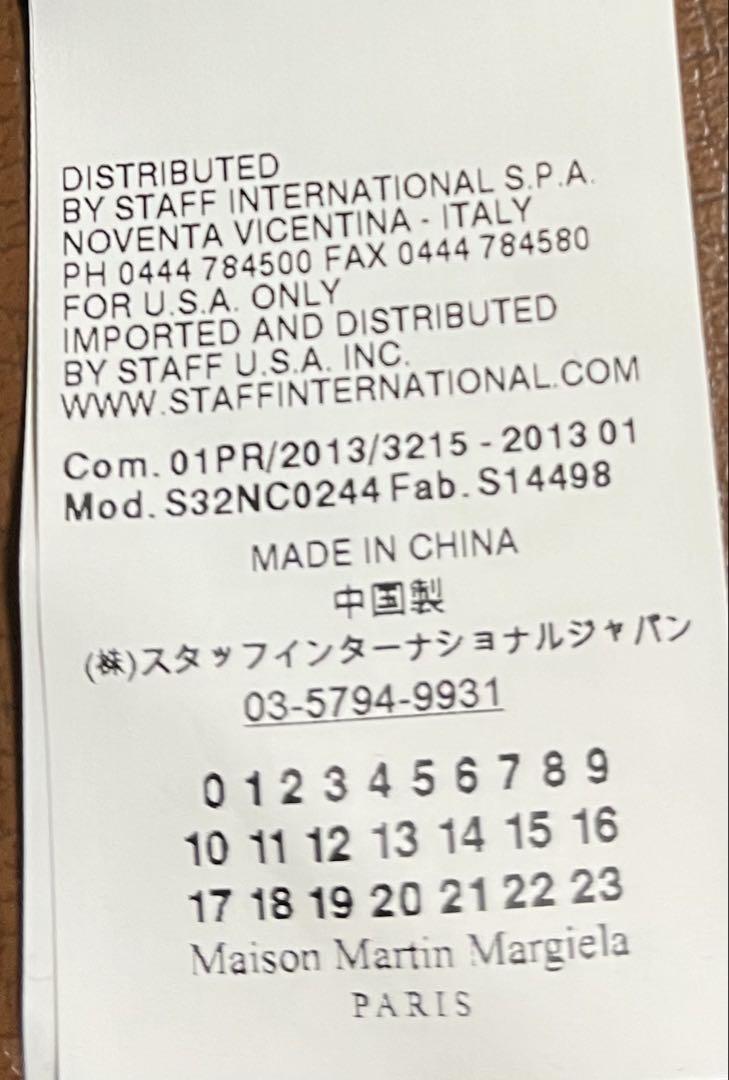 DISTRIBUTED
BY STAFF INTERNATIONAL S.P.A.
NOVENTA VICENTINA - ITALY
PH 0444 784500 FAX 0444 784580
FOR U.S.A. ONLY
IMPORTED AND DISTRIBUTED
BY STAFF U.S.A. INC.
WWW.STAFFINTERNATIONAL.COM
Com. 01PR/2013/3215 - 2013 01
Mod. S32NC0244 Fab. S14498
MADE IN CHINA
中国製
(株)スタッフインターナショナルジャパン
03-5794-9931
0 1 2 3 4 5 6 7 8 9
10 11 12 13 14 15 16
17 18 19 20 21 22 23
Maison Martin Margiela
PARIS